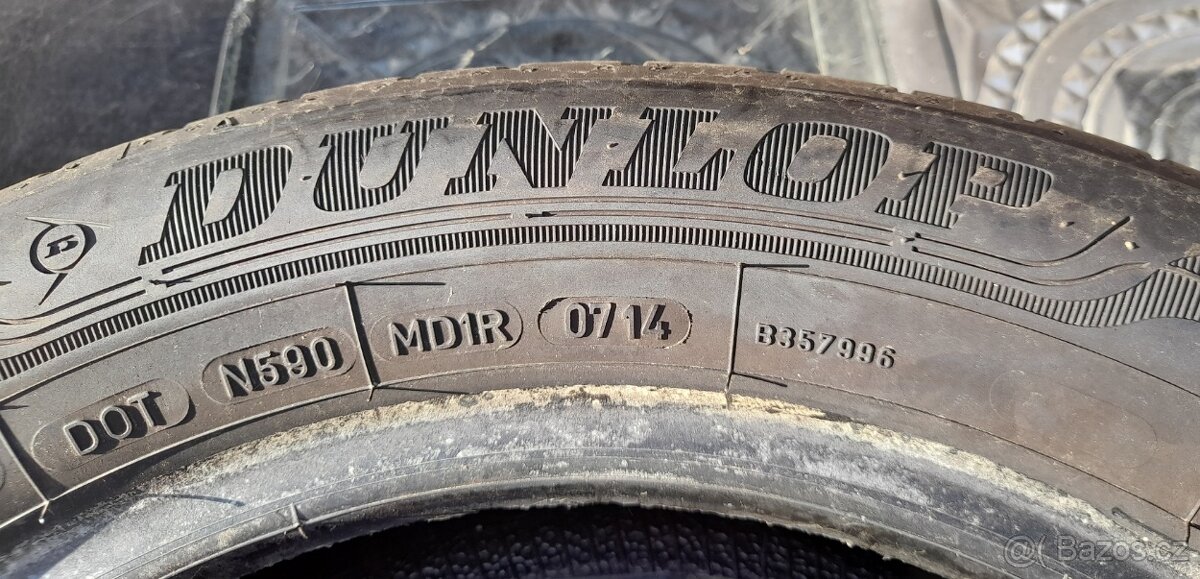 D DUNLOP
DOT N590 MD1R 0714 B357996
Bazos.cz